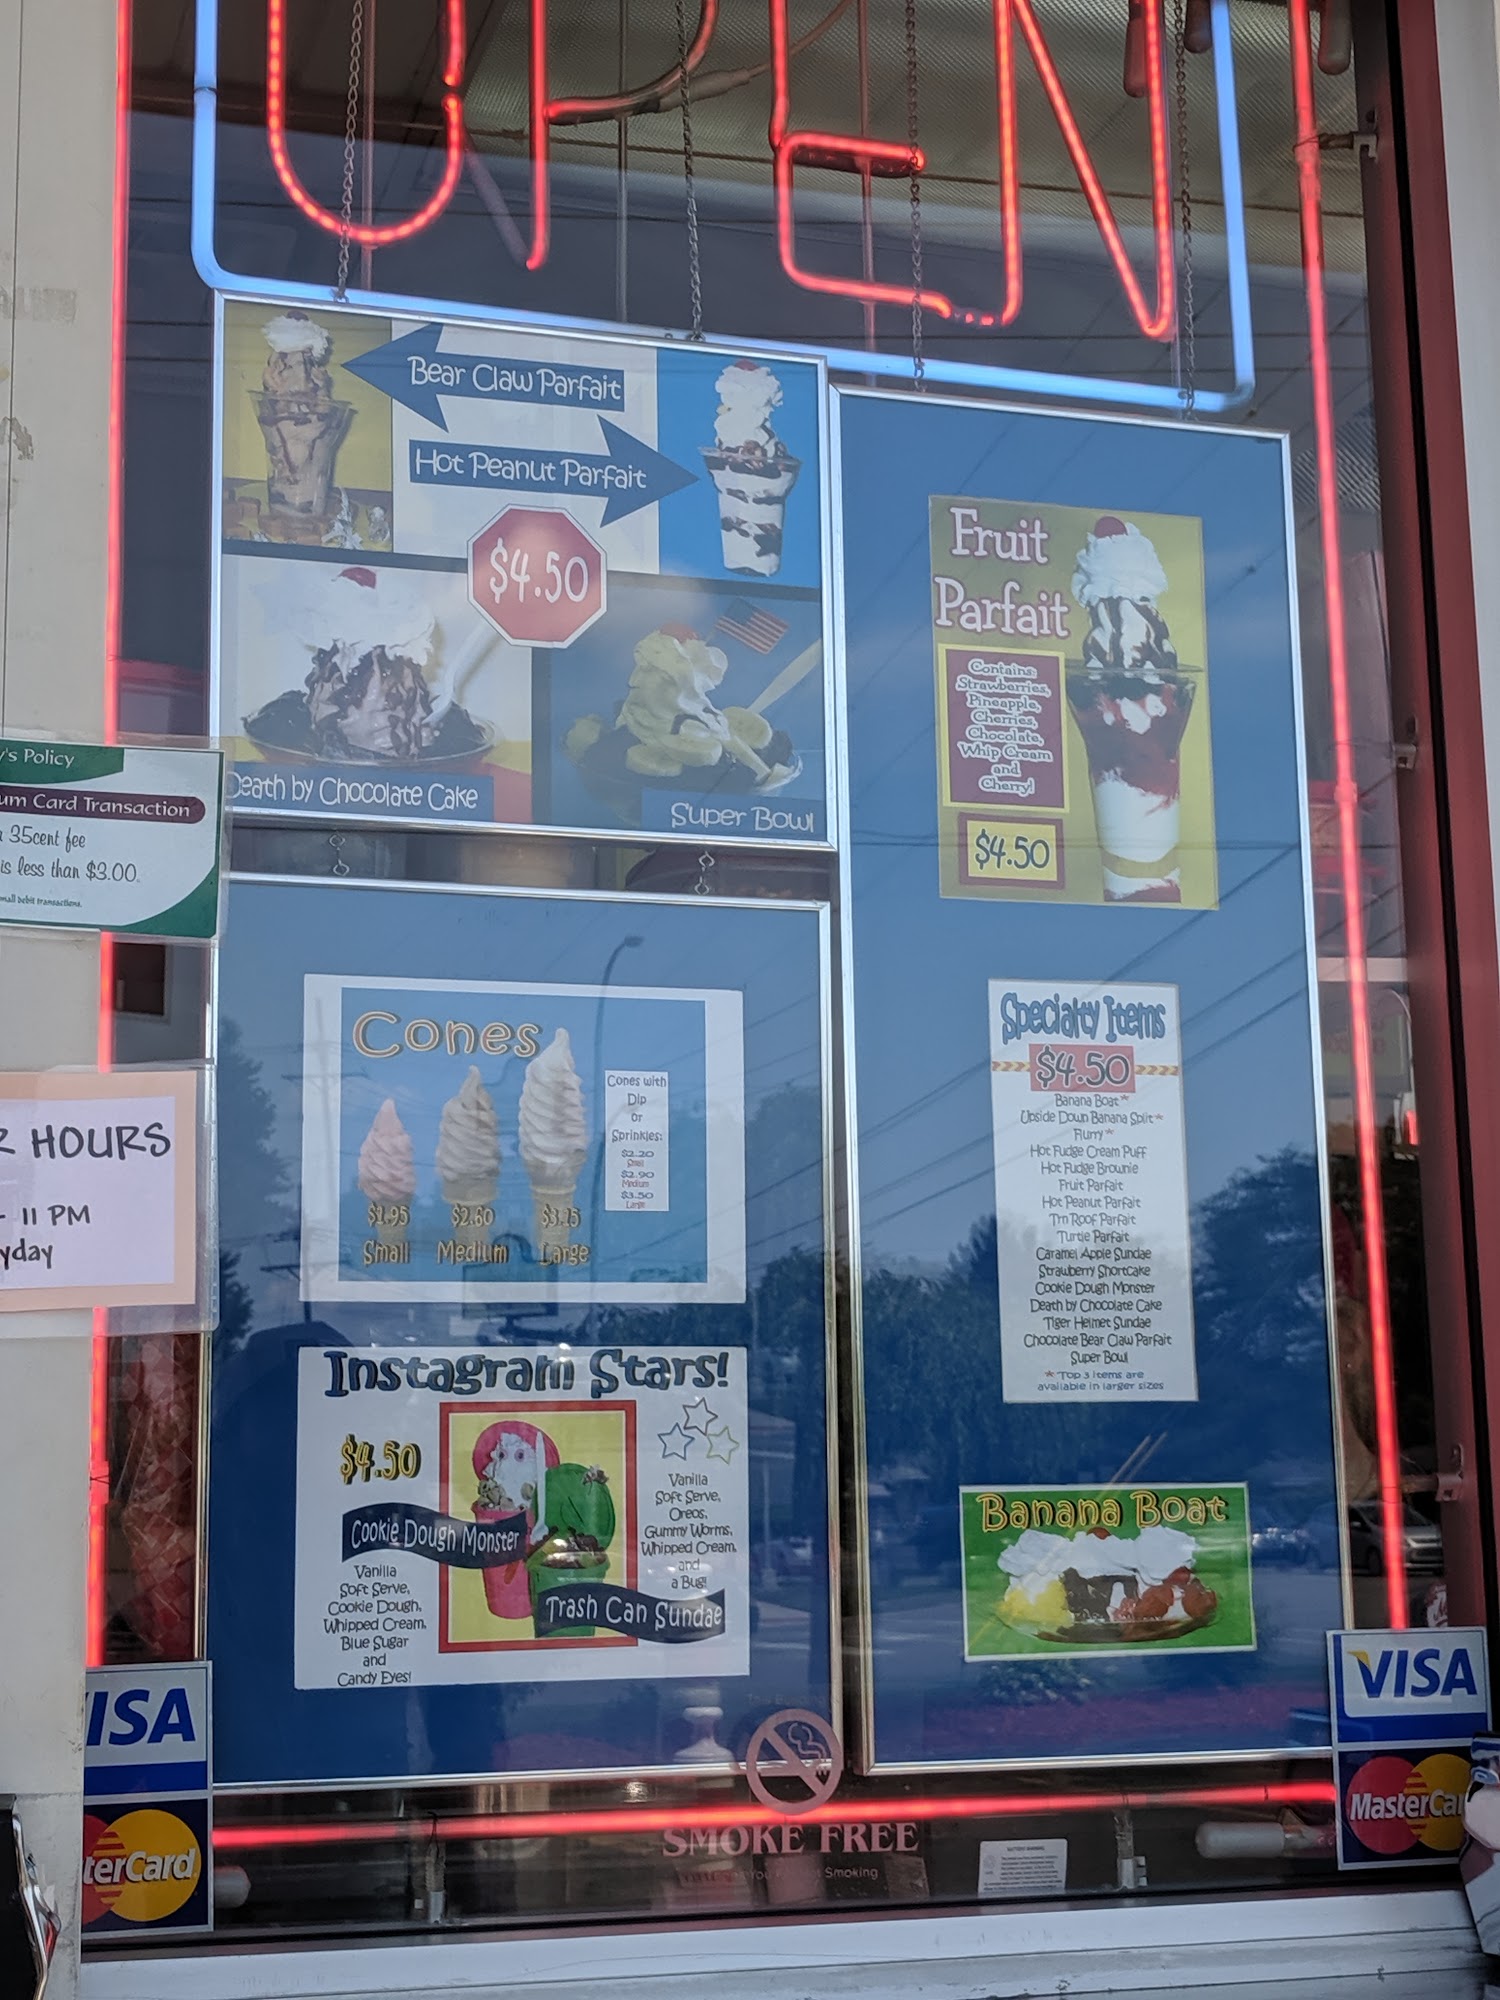 OPEN
Bear Claw Parfait
Hot Peanut Parfait
$4.50
Death by Chocolate Cake
Super Bowl
Fruit
Parfait
Contains:
Strawberries,
Pineapple,
Cherries,
Chocolate,
Whip Cream
and
Cherry!
$4.50
y's Policy
um Card Transaction
35cent fee
is less than $3.00.
mall debit transactions.
HOURS
- 11 PM
yday
Cones
Cones with
Dip
or
Sprinkles:
$2.20
Small
$2.90
Medium
$3.50
Large
$1.95
Small
$2.60
Medium
$3.25
Large
Instagram Stars!
$4.50
Cookie Dough Monster
Vanilla
Soft Serve,
Cookie Dough,
Whipped Cream,
Blue Sugar
and
Candy Eyes!
Vanilla
Soft Serve,
Oreos,
Gummy Worms,
Whipped Cream,
and
a Bug!
Trash Can Sundae
Specialty Items
$4.50
Banana Boat*
Upside Down Banana Split*
Flurry*
Hot Fudge Cream Puff
Hot Fudge Brownie
Fruit Parfait
Hot Peanut Parfait
Tin Roof Parfait
Turtle Parfait
Caramel Apple Sundae
Strawberry Shortcake
Cookie Dough Monster
Death by Chocolate Cake
Tiger Helmet Sundae
Chocolate Bear Claw Parfait
Super Bowl
* Top 3 items are
available in larger sizes
Banana Boat
VISA
MasterCar
ISA
terCard
SMOKE FREE
Smoking